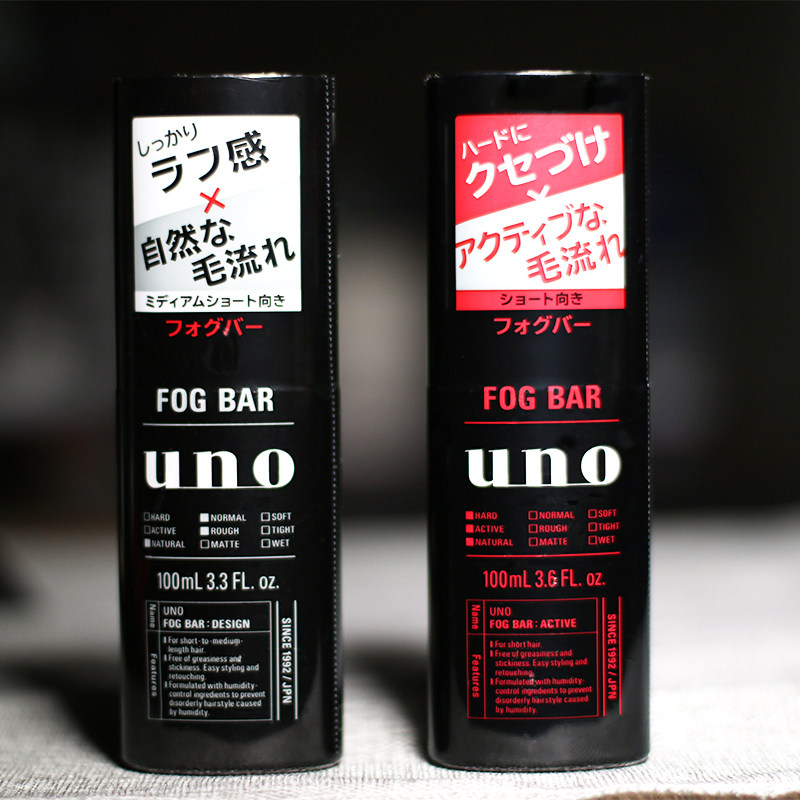 しっかり
ラフ感
×
自然な
毛流れ
ミディアムショート向き
フォグバー
FOG BAR
uno
□HARD ■NORMAL □SOFT
□ACTIVE ■ROUGH □TIGHT
■NATURAL □MATTE □WET
100mL 3.3 FL. oz.
Name
UNO
FOG BAR : DESIGN
Features
For short-to-medium-
length hair.
Free of greasiness and
stickiness. Easy styling and
retouching.
Formulated with humidity-
control ingredients to prevent
disorderly hairstyle caused
by humidity.
SINCE 1992 / JPN
ハードに
クセづけ
×
アクティブな
毛流れ
ショート向き
フォグバー
FOG BAR
uno
■HARD □NORMAL □SOFT
■ACTIVE □ROUGH □TIGHT
■NATURAL □MATTE □WET
100mL 3.6 FL. oz.
Name
UNO
FOG BAR : ACTIVE
Features
For short hair.
Free of greasiness and
stickiness. Easy styling and
retouching.
Formulated with humidity-
control ingredients to prevent
disorderly hairstyle caused
by humidity.
SINCE 1992 / JPN